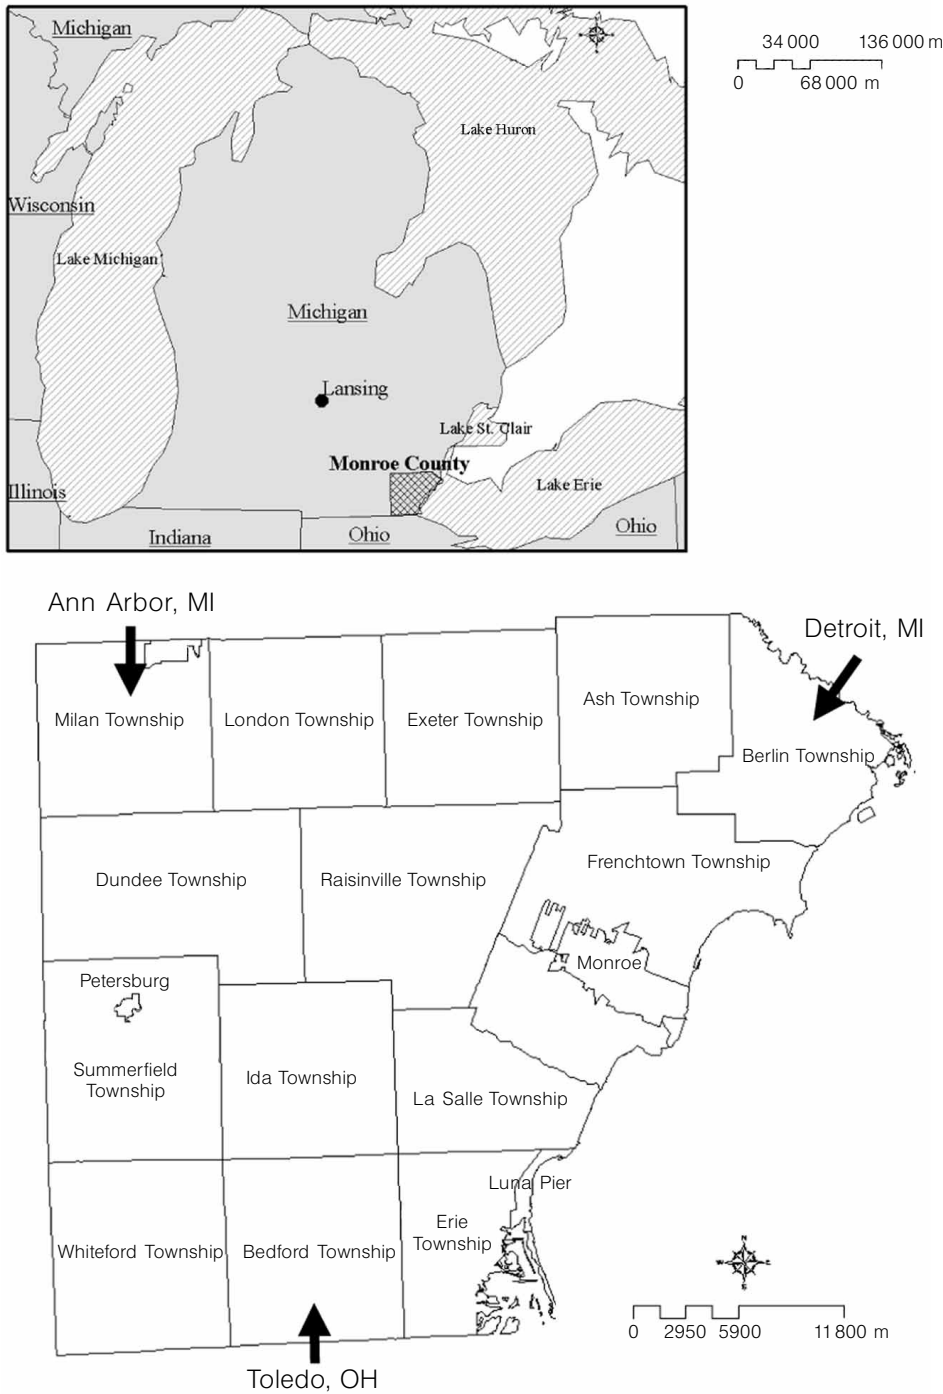 Michigan
34 000 136 000 m
0 68 000 m
Lake Huron
Wisconsin
Lake Michigan
Michigan
Lansing
Lake St. Clair
Monroe County
Lake Erie
Illinois
Indiana
Ohio
Ohio
Ann Arbor, MI
Detroit, MI
Milan Township
London Township
Exeter Township
Ash Township
Berlin Township
Dundee Township
Raisinville Township
Frenchtown Township
Monroe
Petersburg
Summerfield
Township
Ida Township
La Salle Township
Luna Pier
Whiteford Township
Bedford Township
Erie
Township
N
W E
S
0 2950 5900 11 800 m
Toledo, OH